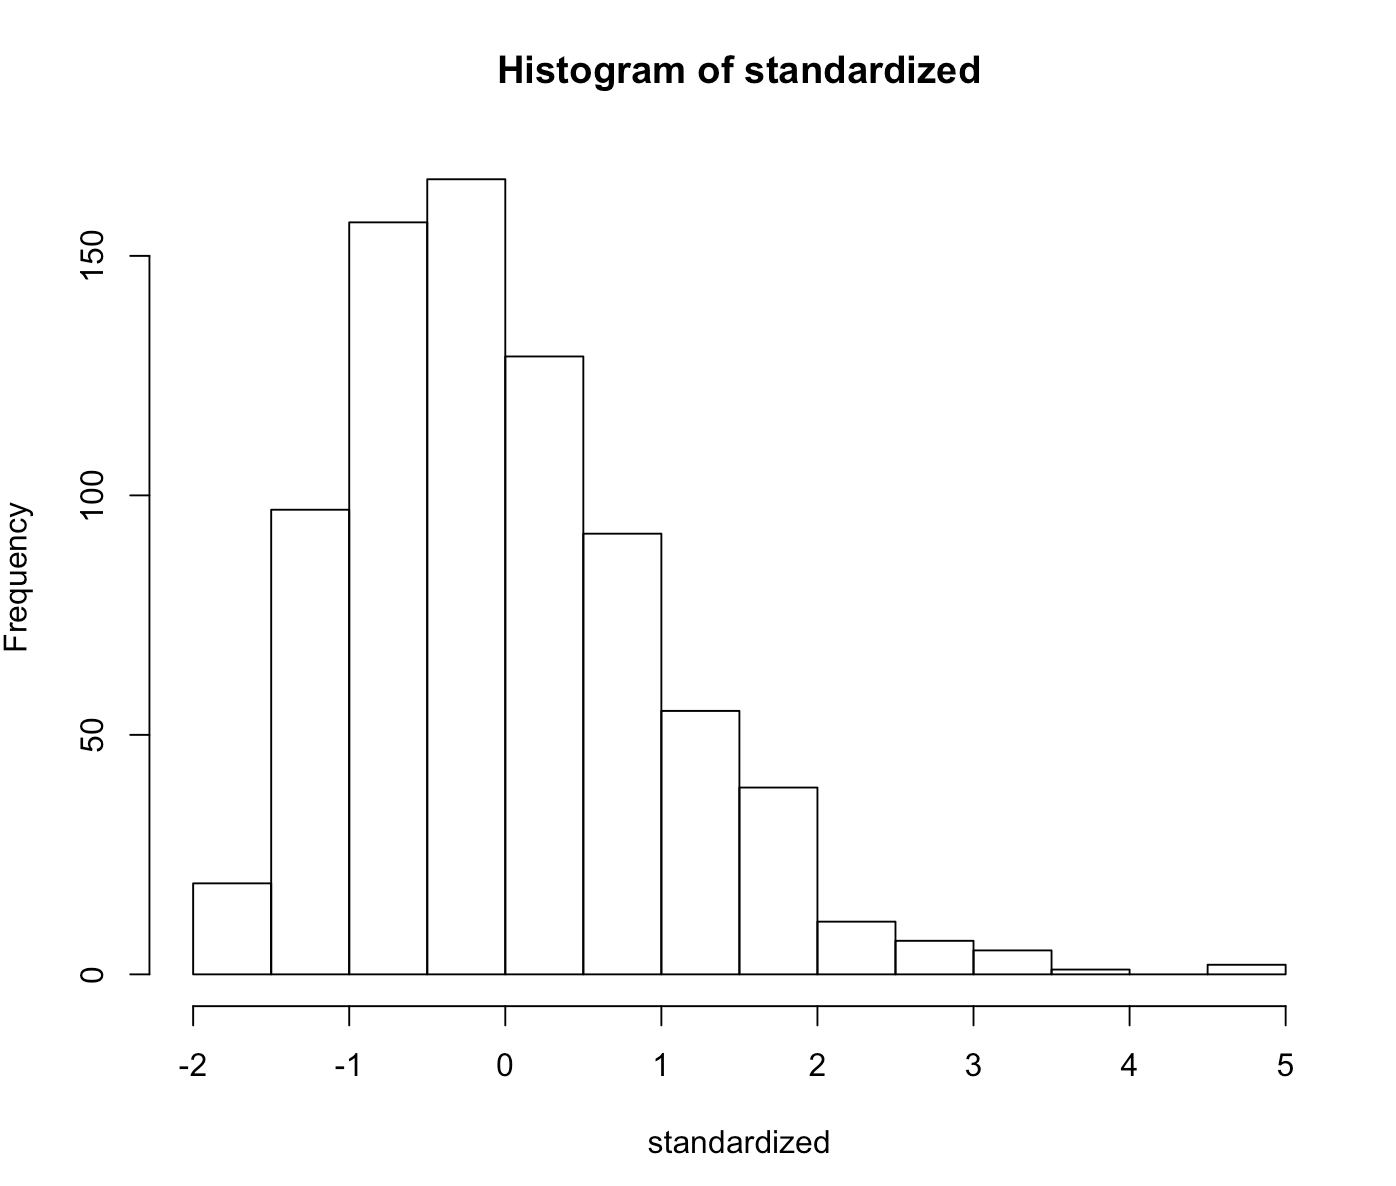 Histogram of standardized
Frequency
150
100
50
0
-2 -1 0 1 2 3 4 5
standardized